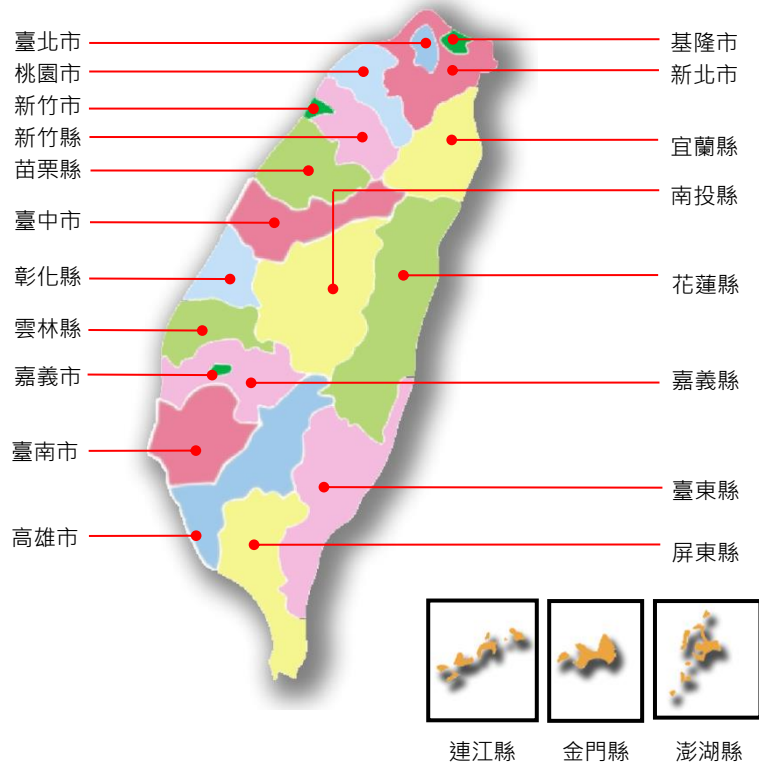 臺北市
桃園市
新竹市
新竹縣
苗栗縣
臺中市
彰化縣
雲林縣
嘉義市
臺南市
高雄市
基隆市
新北市
宜蘭縣
南投縣
花蓮縣
嘉義縣
臺東縣
屏東縣
連江縣
金門縣
澎湖縣